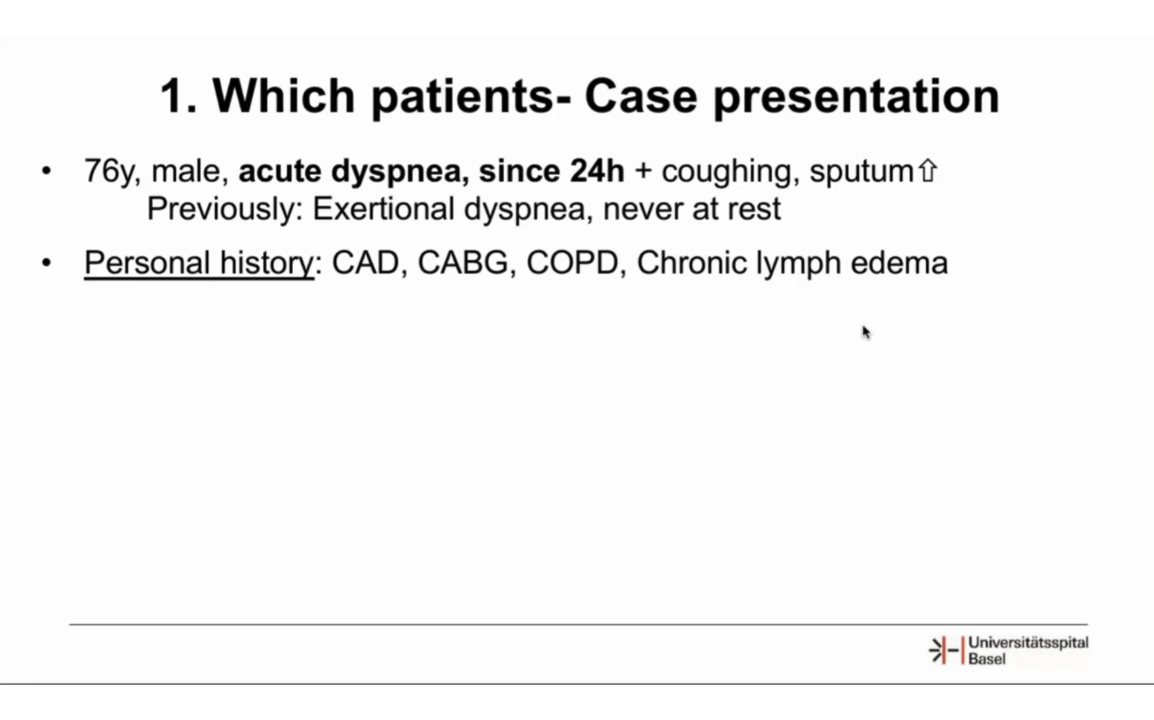 1. Which patients- Case presentation
• 76y, male, acute dyspnea, since 24h + coughing, sputum⇧
Previously: Exertional dyspnea, never at rest
• Personal history: CAD, CABG, COPD, Chronic lymph edema
Universitätsspital
Basel